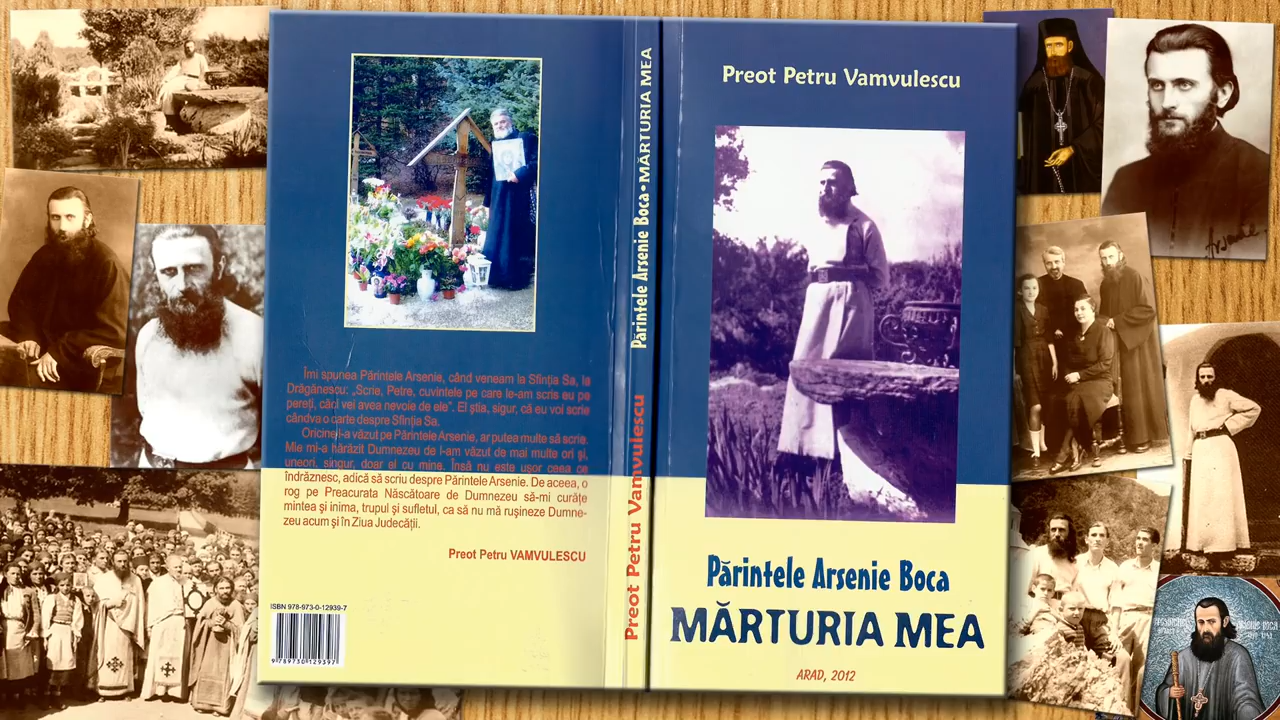 Îmi spunea Părintele Arsenie, când veneam la Sfinția Sa, la
Drăgănescu: „Scrie, Petre, cuvintele pe care le-am scris eu pe
pereți, căci vei avea nevoie de ele". El știa, sigur, că eu voi scrie
cândva o carte despre Sfinția Sa.
Oricine l-a văzut pe Părintele Arsenie, ar putea multe să scrie.
Mie mi-a hărăzit Dumnezeu de l-am văzut de mai multe ori și,
uneori, singur, doar el cu mine. Însă nu este ușor ceea ce
îndrăznesc, adică să scriu despre Părintele Arsenie. De aceea, o
rog pe Preacurata Născătoare de Dumnezeu să-mi curățe
mintea și inima, trupul și sufletul, ca să nu mă rușineze Dumne-
zeu acum și în Ziua Judecății.
Preot Petru VAMVULESCU
ISBN 978-973-0-12939-7
9789730129397
Preot Petru Vamvulescu
Părintele Arsenie Boca • MĂRTURIA MEA
Preot Petru Vamvulescu
Părintele Arsenie Boca
MĂRTURIA MEA
ARAD, 2012
Arsenie